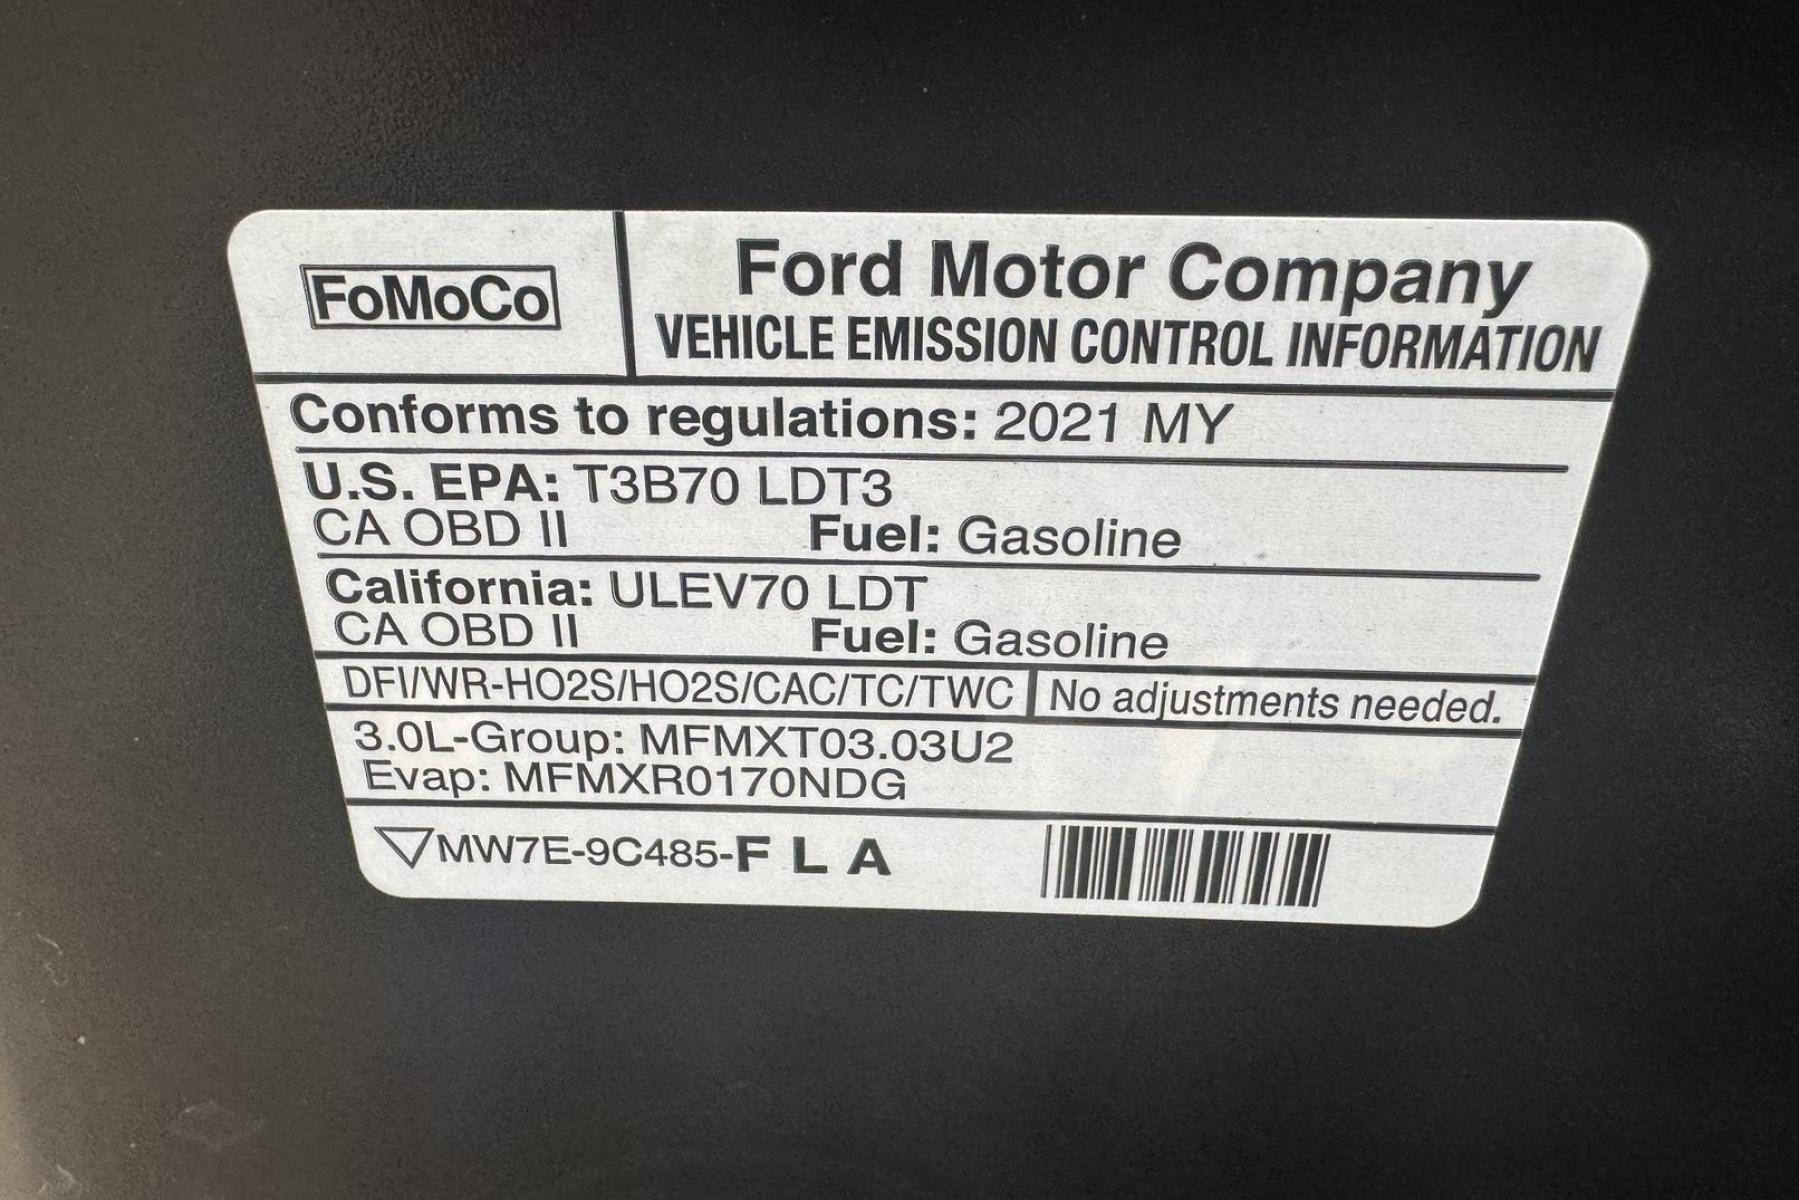 FoMoCo
Ford Motor Company
VEHICLE EMISSION CONTROL INFORMATION
Conforms to regulations: 2021 MY
U.S. EPA: T3B70 LDT3
CA OBD II Fuel: Gasoline
California: ULEV70 LDT
CA OBD II Fuel: Gasoline
DFI/WR-HO2S/HO2S/CAC/TC/TWC No adjustments needed.
3.0L-Group: MFMXT03.03U2
Evap: MFMXR0170NDG
▽MW7E-9C485-F L A